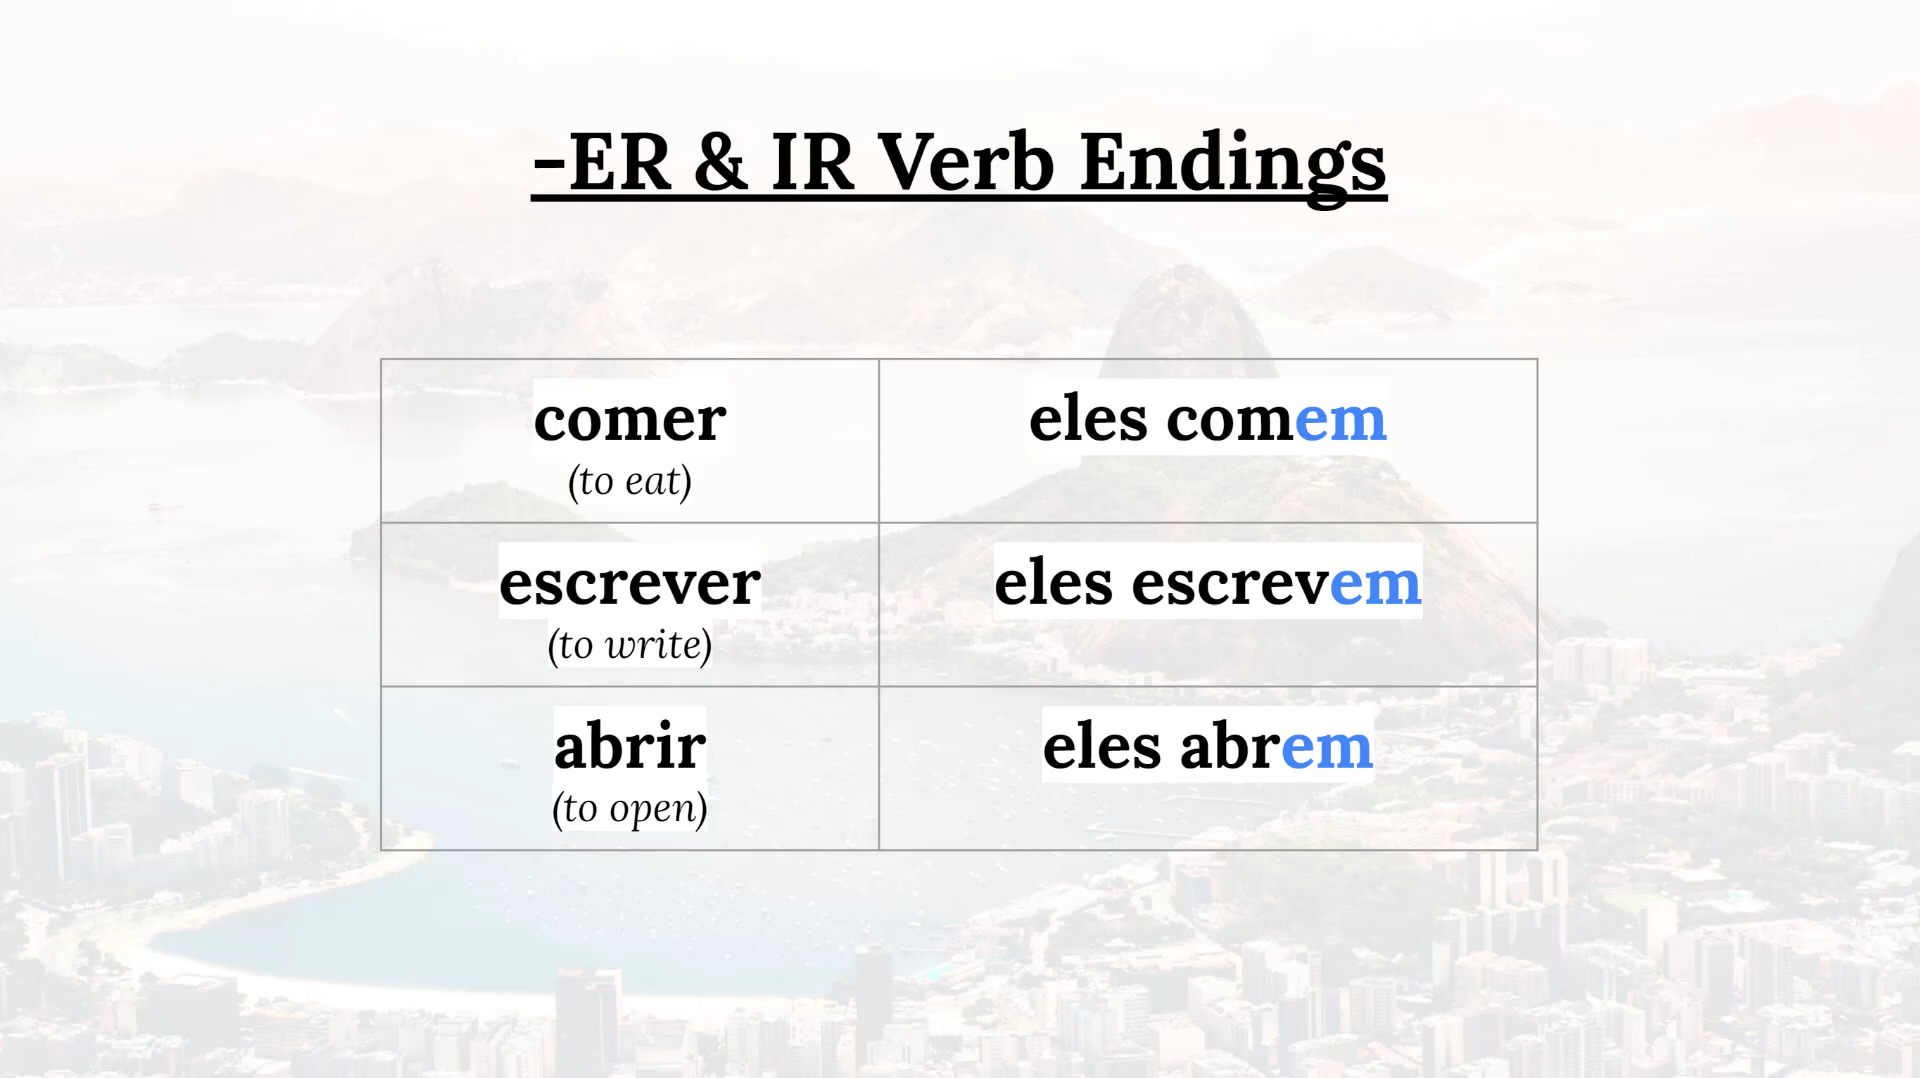 -ER & IR Verb Endings
comer
(to eat)
eles comem
escrever
(to write)
eles escrevem
abrir
(to open)
eles abrem